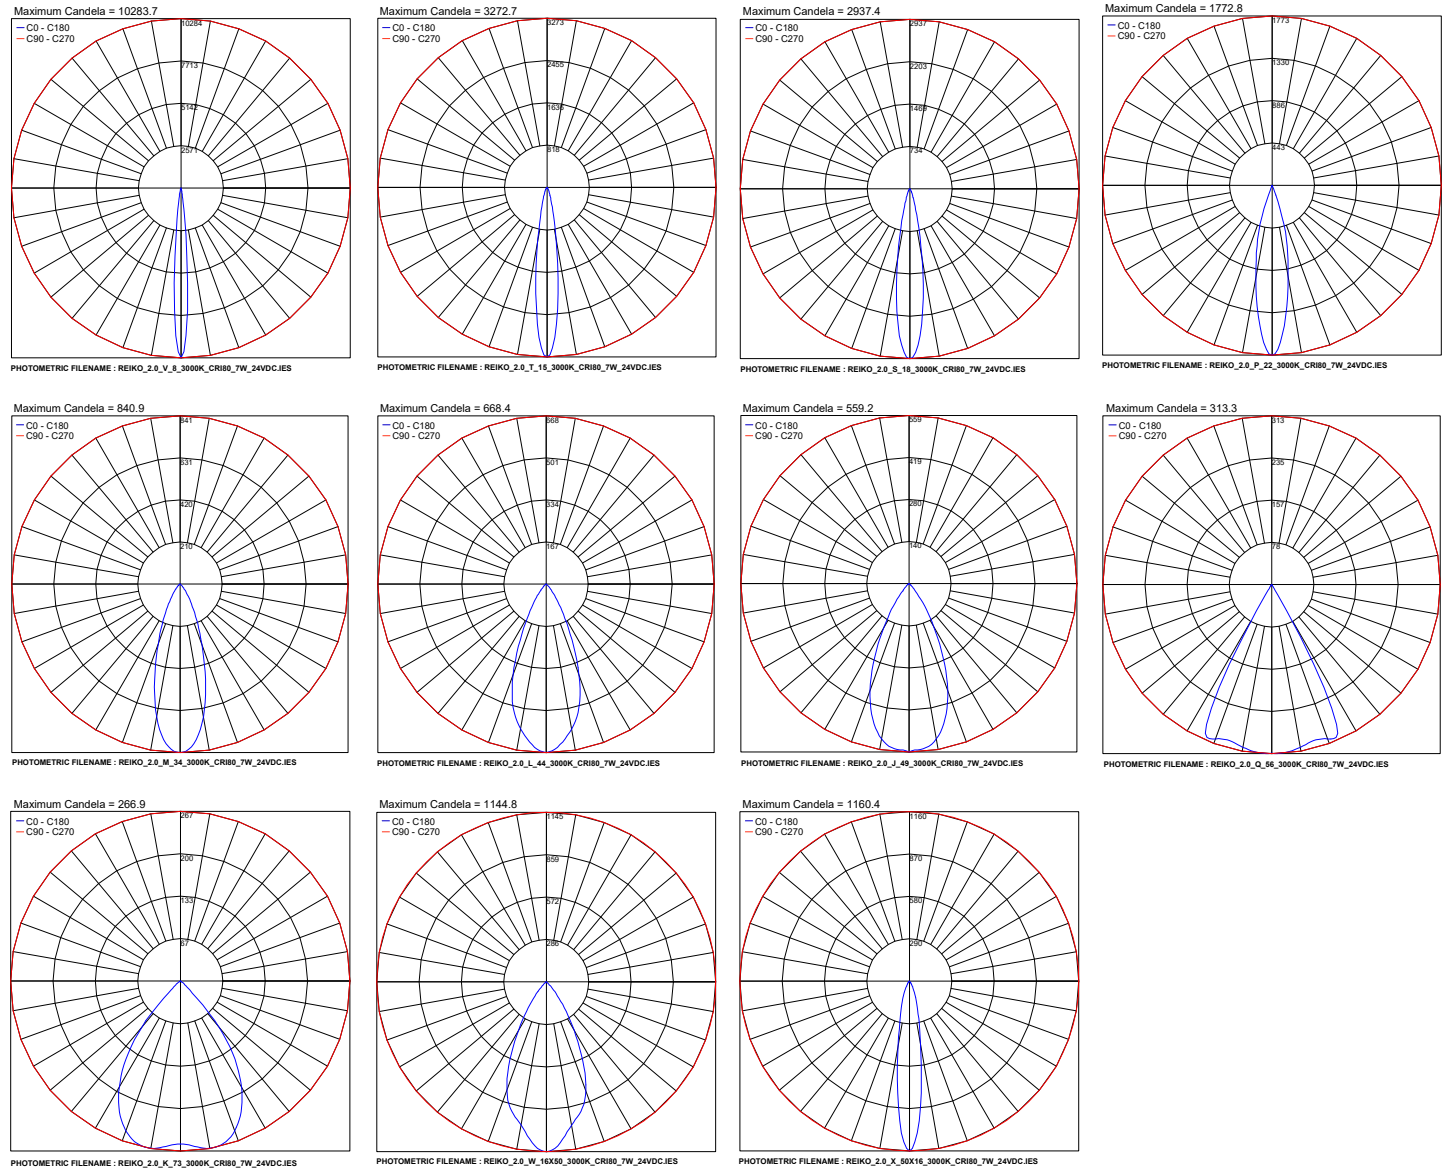 Maximum Candela = 10283.7
C0 - C180
C90 - C270
10284
7713
5142
2571
PHOTOMETRIC FILENAME : REIKO_2.0_V_8_3000K_CRI80_7W_24VDC.IES
Maximum Candela = 3272.7
C0 - C180
C90 - C270
3273
2455
1636
818
PHOTOMETRIC FILENAME : REIKO_2.0_T_15_3000K_CRI80_7W_24VDC.IES
Maximum Candela = 2937.4
C0 - C180
C90 - C270
2937
2203
1469
734
PHOTOMETRIC FILENAME : REIKO_2.0_S_18_3000K_CRI80_7W_24VDC.IES
Maximum Candela = 1772.8
C0 - C180
C90 - C270
1773
1330
886
443
PHOTOMETRIC FILENAME : REIKO_2.0_P_22_3000K_CRI80_7W_24VDC.IES
Maximum Candela = 840.9
C0 - C180
C90 - C270
841
631
420
210
PHOTOMETRIC FILENAME : REIKO_2.0_M_34_3000K_CRI80_7W_24VDC.IES
Maximum Candela = 668.4
C0 - C180
C90 - C270
668
501
334
167
PHOTOMETRIC FILENAME : REIKO_2.0_L_44_3000K_CRI80_7W_24VDC.IES
Maximum Candela = 559.2
C0 - C180
C90 - C270
559
419
280
140
PHOTOMETRIC FILENAME : REIKO_2.0_J_49_3000K_CRI80_7W_24VDC.IES
Maximum Candela = 313.3
C0 - C180
C90 - C270
313
235
157
78
PHOTOMETRIC FILENAME : REIKO_2.0_Q_56_3000K_CRI80_7W_24VDC.IES
Maximum Candela = 266.9
C0 - C180
C90 - C270
267
200
133
67
PHOTOMETRIC FILENAME : REIKO_2.0_K_73_3000K_CRI80_7W_24VDC.IES
Maximum Candela = 1144.8
C0 - C180
C90 - C270
1145
859
572
286
PHOTOMETRIC FILENAME : REIKO_2.0_W_16X50_3000K_CRI80_7W_24VDC.IES
Maximum Candela = 1160.4
C0 - C180
C90 - C270
1160
870
580
290
PHOTOMETRIC FILENAME : REIKO_2.0_X_50X16_3000K_CRI80_7W_24VDC.IES